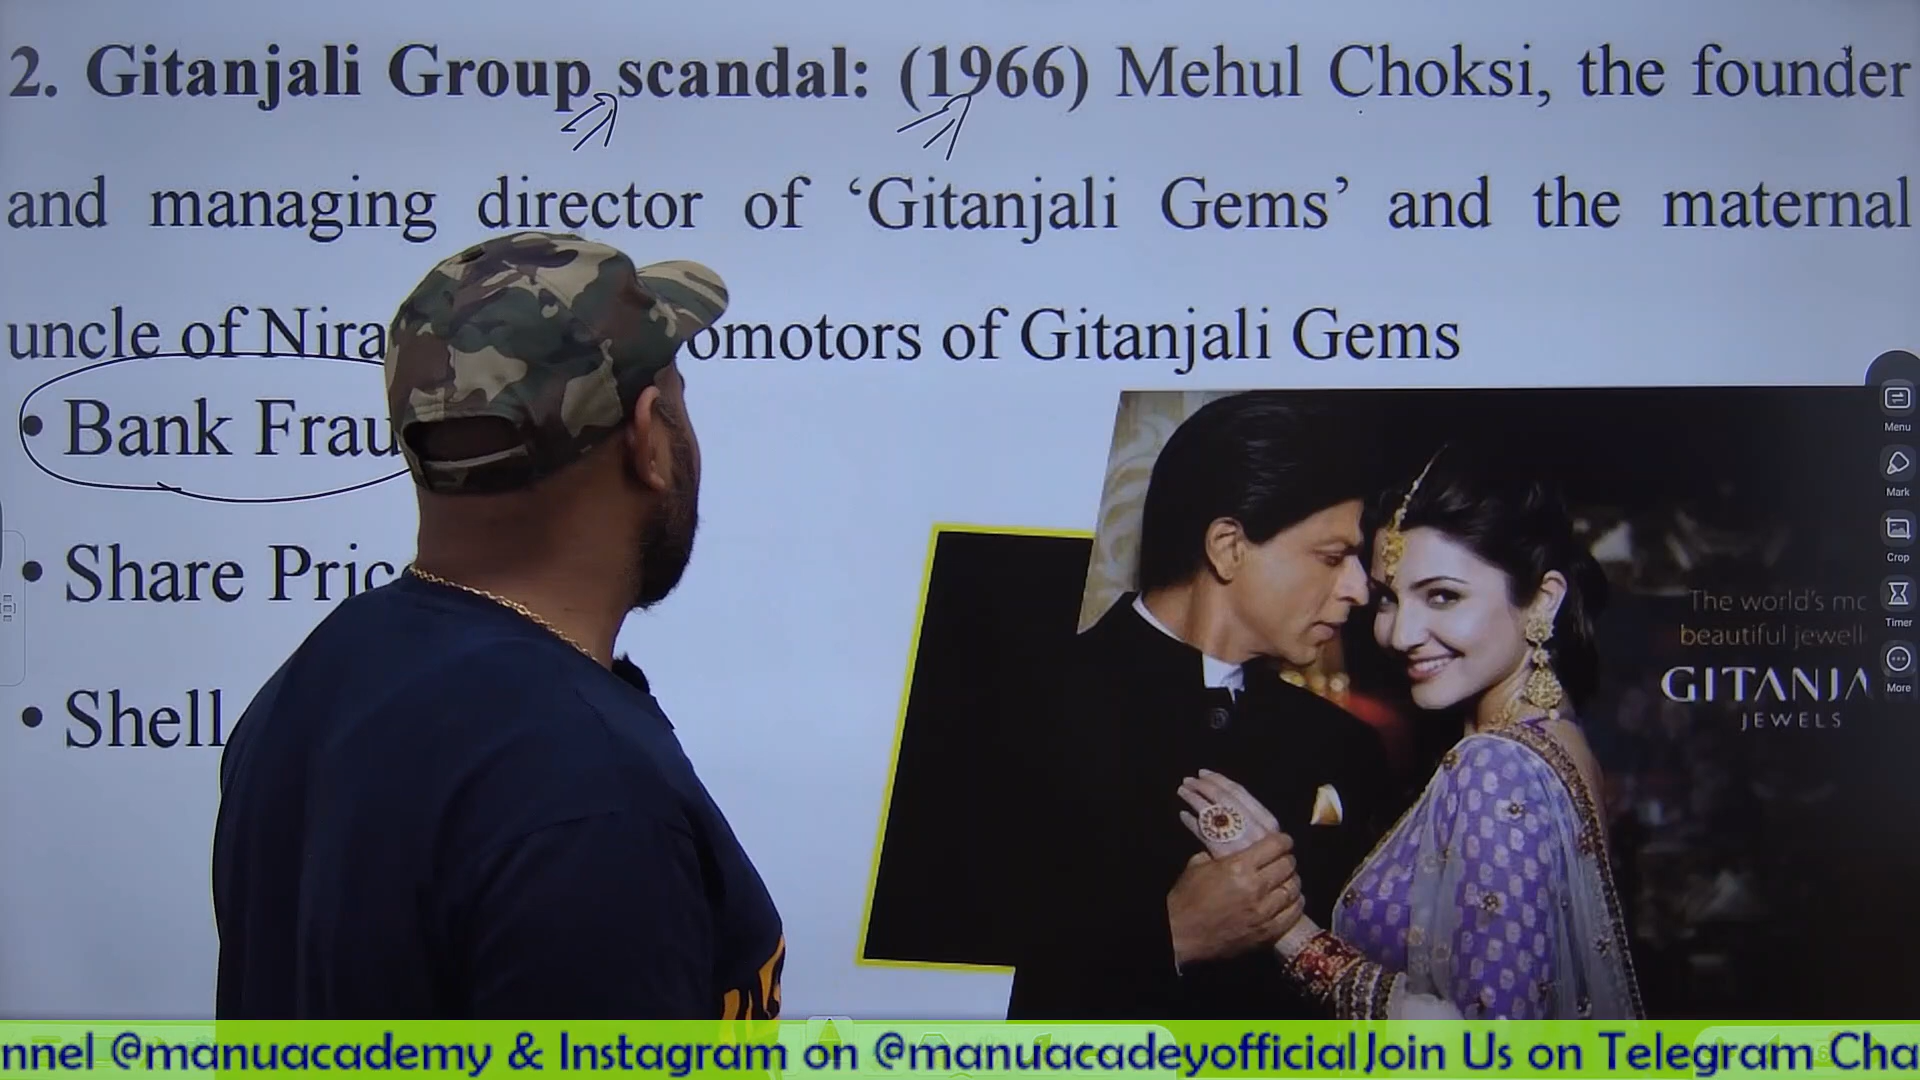 2. Gitanjali Group scandal: (1966) Mehul Choksi, the founder
and managing director of ‘Gitanjali Gems’ and the maternal
uncle of Nira omotors of Gitanjali Gems
• Bank Frau
• Share Pric
• Shell
The world's mo
beautiful jewell
GITANJA
JEWELS
Menu
Mark
Crop
Timer
More
nnel @manuacademy & Instagram on @manuacadeyofficial Join Us on Telegram Cha